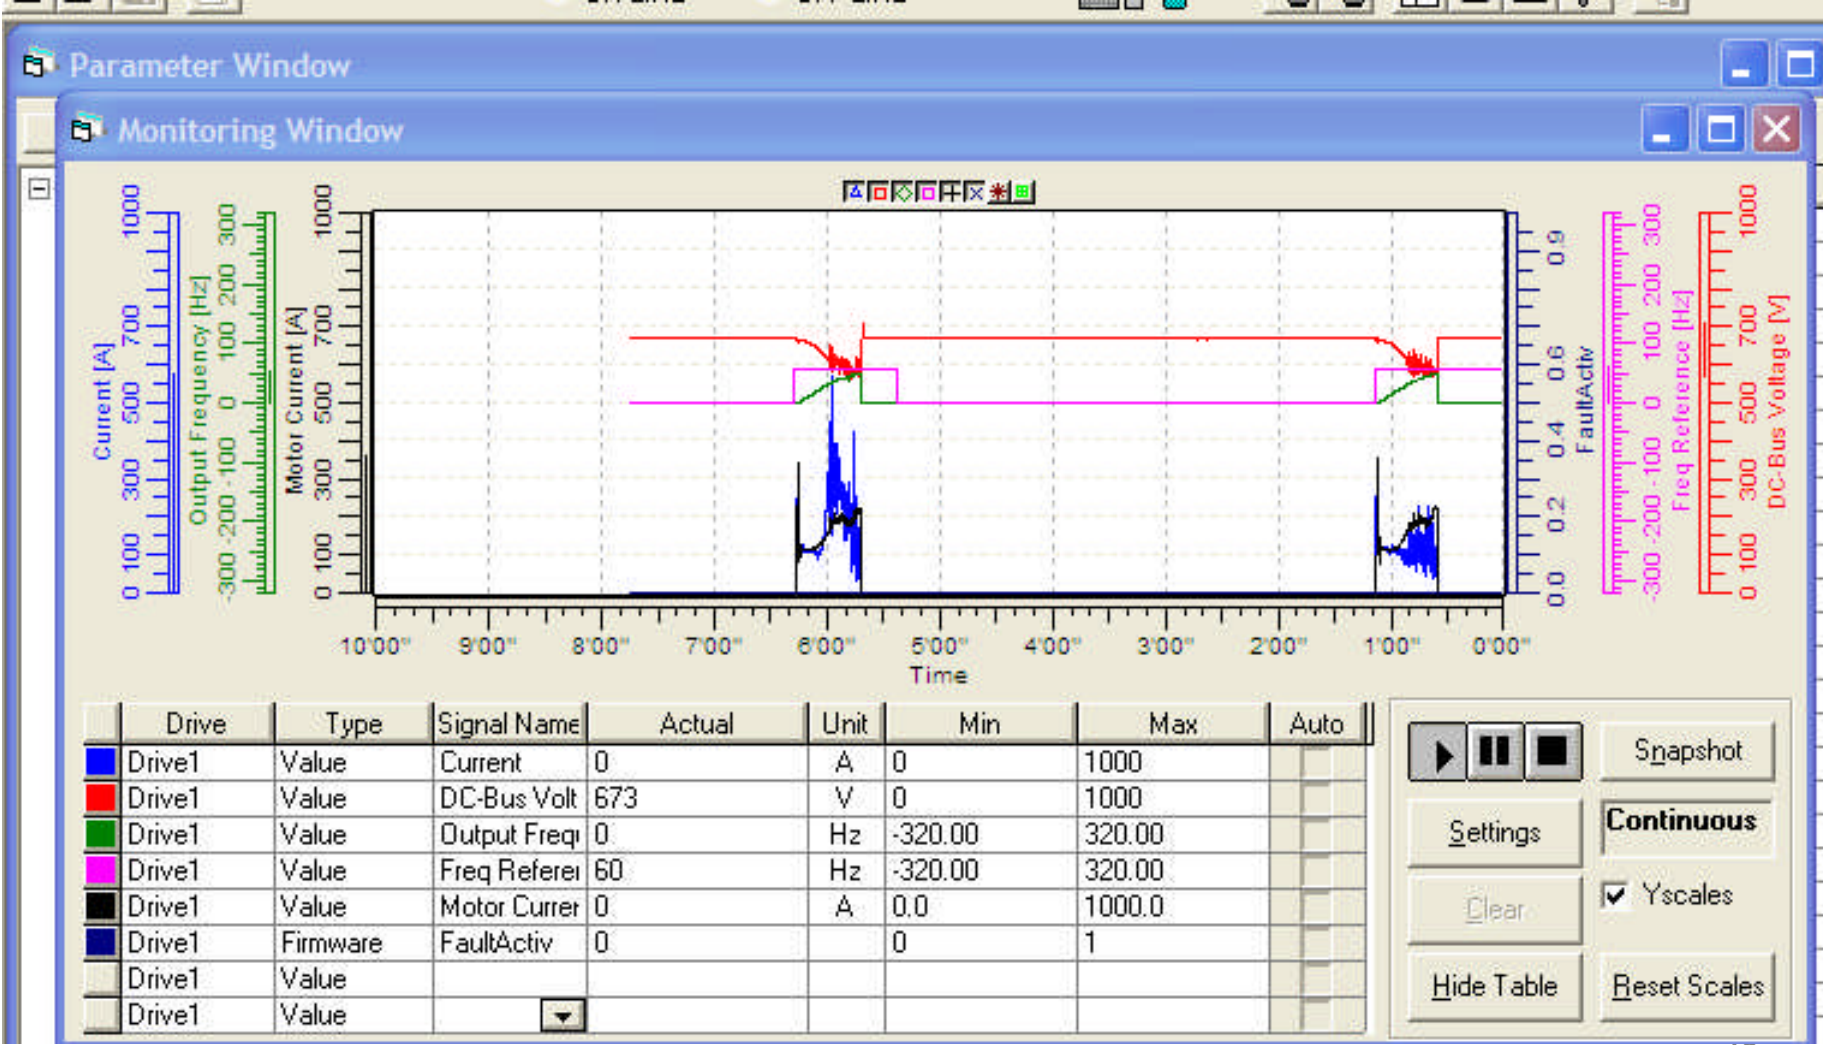 Parameter Window
Monitoring Window
Current [A]
0 100 300 500 700 1000
Output Frequency [Hz]
-300 -200 -100 0 100 200 300
Motor Current [A]
0 100 300 500 700 1000
0.0 0.2 0.4 0.6 0.9
FaultActiv
-300 -200 -100 0 100 200 300
Freq Reference [Hz]
0 100 300 500 700 1000
DC-Bus Voltage [V]
10'00" 9'00" 8'00" 7'00" 6'00" 5'00" 4'00" 3'00" 2'00" 1'00" 0'00"
Time
Drive Type Signal Name Actual Unit Min Max Auto
Drive1 Value Current 0 A 0 1000
Drive1 Value DC-Bus Volt 673 V 0 1000
Drive1 Value Output Frequ 0 Hz -320.00 320.00
Drive1 Value Freq Referei 60 Hz -320.00 320.00
Drive1 Value Motor Currer 0 A 0.0 1000.0
Drive1 Firmware FaultActiv 0 0 1
Drive1 Value
Drive1 Value
Snapshot
Settings
Continuous
Clear
Yscales
Hide Table
Reset Scales